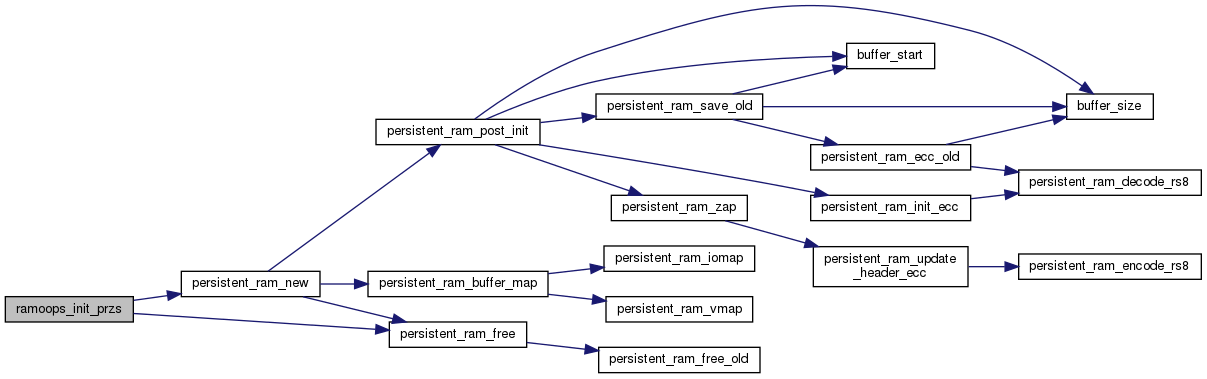 buffer_start
persistent_ram_save_old
buffer_size
persistent_ram_post_init
persistent_ram_ecc_old
persistent_ram_decode_rs8
persistent_ram_zap
persistent_ram_init_ecc
persistent_ram_iomap
persistent_ram_update
_header_ecc
persistent_ram_encode_rs8
persistent_ram_new
persistent_ram_buffer_map
ramoops_init_przs
persistent_ram_vmap
persistent_ram_free
persistent_ram_free_old